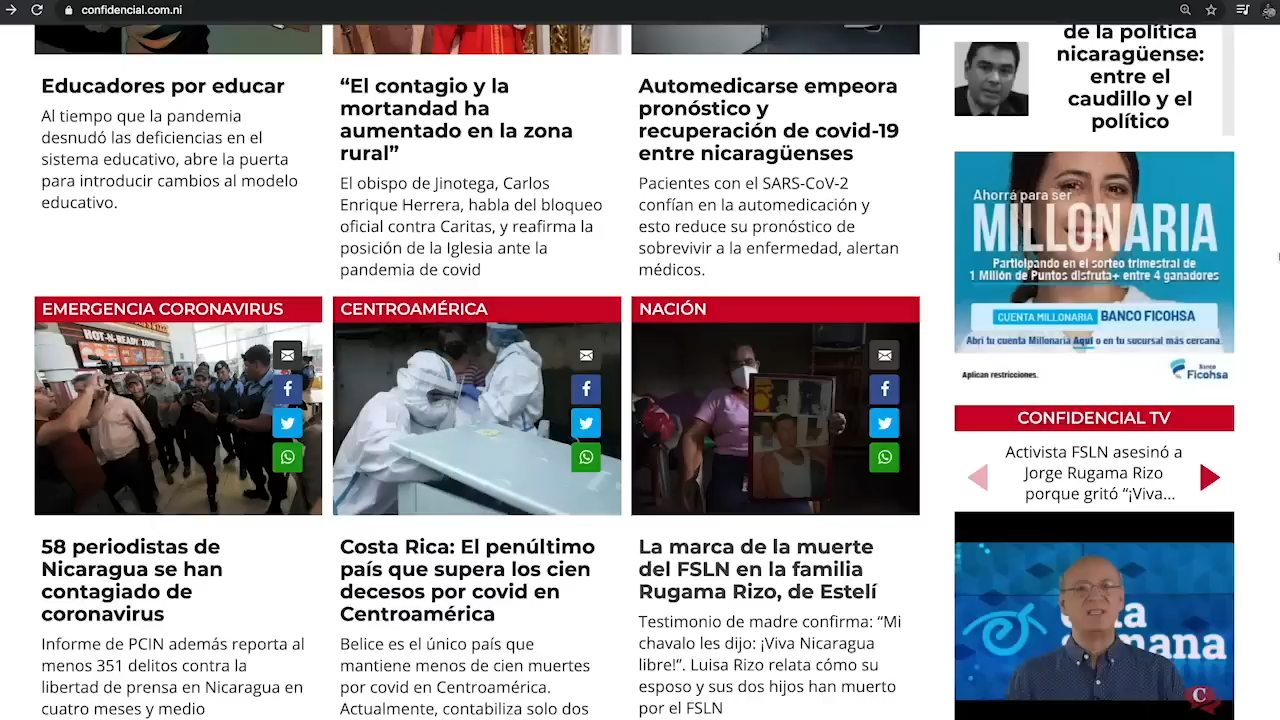 confidencial.com.ni
Educadores por educar
Al tiempo que la pandemia
desnudó las deficiencias en el
sistema educativo, abre la puerta
para introducir cambios al modelo
educativo.
“El contagio y la
mortandad ha
aumentado en la zona
rural”
El obispo de Jinotega, Carlos
Enrique Herrera, habla del bloqueo
oficial contra Caritas, y reafirma la
posición de la Iglesia ante la
pandemia de covid
Automedicarse empeora
pronóstico y
recuperación de covid-19
entre nicaragüenses
Pacientes con el SARS-CoV-2
confían en la automedicación y
esto reduce su pronóstico de
sobrevivir a la enfermedad, alertan
médicos.
de la política
nicaragüense:
entre el
caudillo y el
político
Ahorrá para ser
MILLONARIA
Participando en el sorteo trimestral de
1 Millón de Puntos disfruta+ entre 4 ganadores
CUENTA MILLONARIA BANCO FICOHSA
Abrí tu cuenta Millonaria Aquí o en tu sucursal más cercana.
Aplican restricciones.
Banco
Ficohsa
EMERGENCIA CORONAVIRUS
HOT-N-READY ZONE
58 periodistas de
Nicaragua se han
contagiado de
coronavirus
Informe de PCIN además reporta al
menos 351 delitos contra la
libertad de prensa en Nicaragua en
cuatro meses y medio
CENTROAMÉRICA
Costa Rica: El penúltimo
país que supera los cien
decesos por covid en
Centroamérica
Belice es el único país que
mantiene menos de cien muertes
por covid en Centroamérica.
Actualmente, contabiliza solo dos
NACIÓN
La marca de la muerte
del FSLN en la familia
Rugama Rizo, de Estelí
Testimonio de madre confirma: “Mi
chavalo les dijo: ¡Viva Nicaragua
libre!”. Luisa Rizo relata cómo su
esposo y sus dos hijos han muerto
por el FSLN
CONFIDENCIAL TV
Activista FSLN asesinó a
Jorge Rugama Rizo
porque gritó “¡Viva...
mana
C